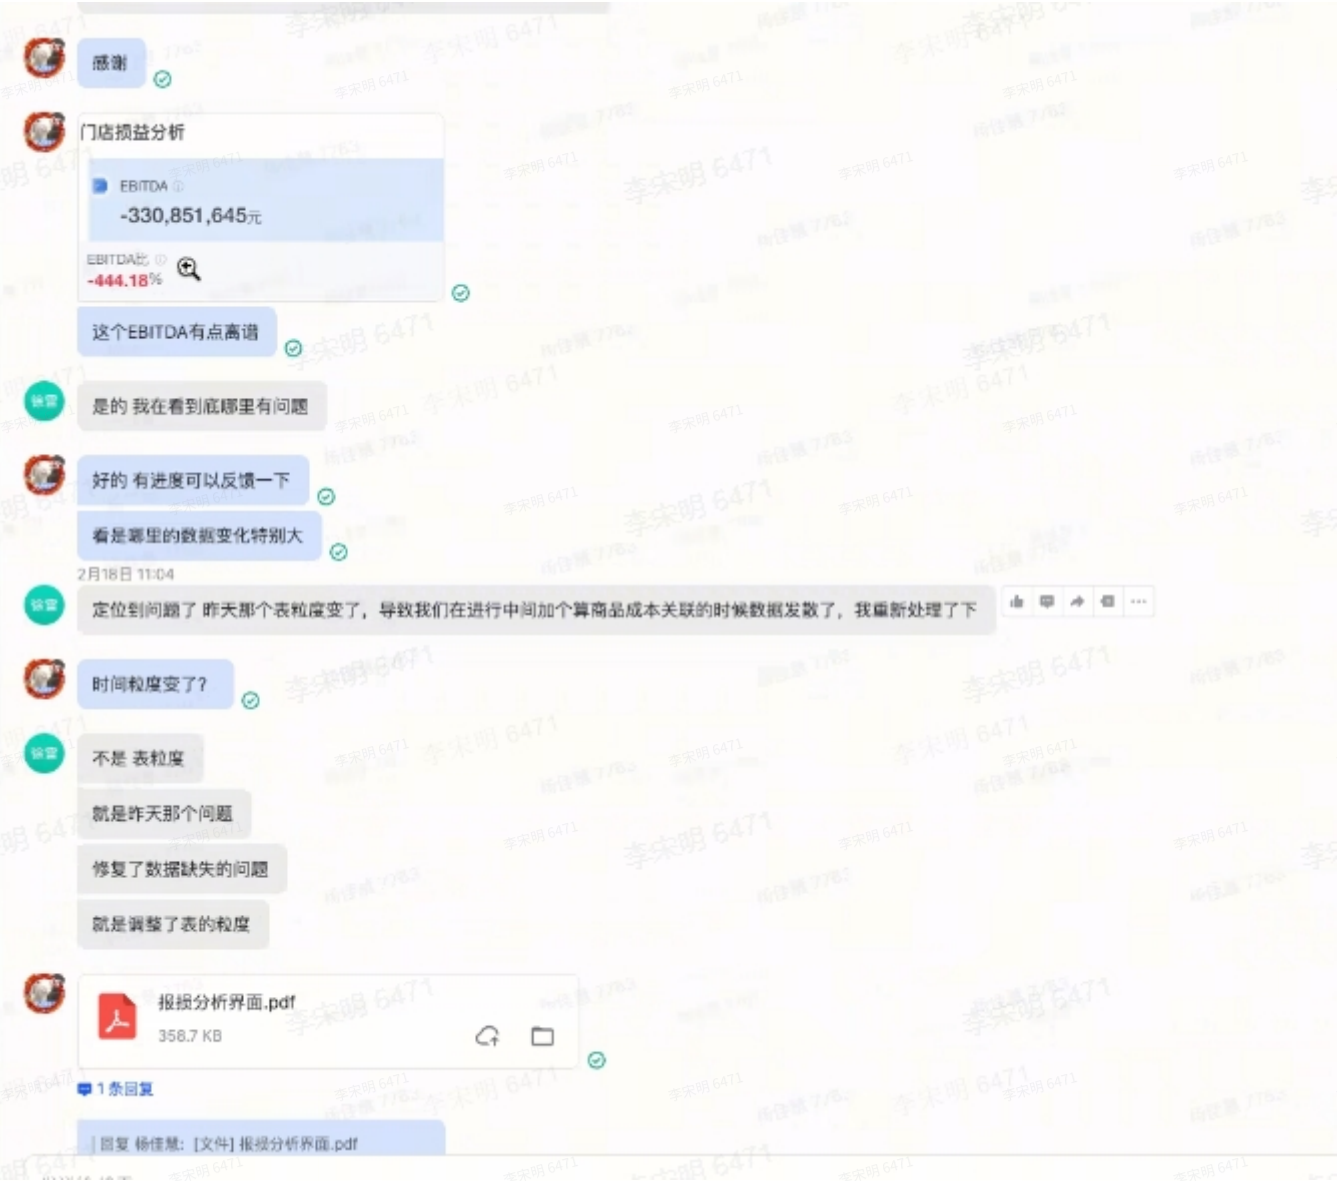 感谢
门店损益分析
EBITDA
-330,851,645元
EBITDA比
-444.18%
这个EBITDA有点离谱
徐雷
是的 我在看到底哪里有问题
好的 有进度可以反馈一下
看是哪里的数据变化特别大
2月18日 11:04
定位到问题了 昨天那个表粒度变了，导致我们在进行中间加个算商品成本关联的时候数据发散了，我重新处理了下
时间粒度变了？
不是 表粒度
就是昨天那个问题
修复了数据缺失的问题
就是调整了表的粒度
报损分析界面.pdf
358.7 KB
1 条回复
回复 杨佳慧: [文件] 报损分析界面.pdf
李宋明 6471
杨佳慧 7763